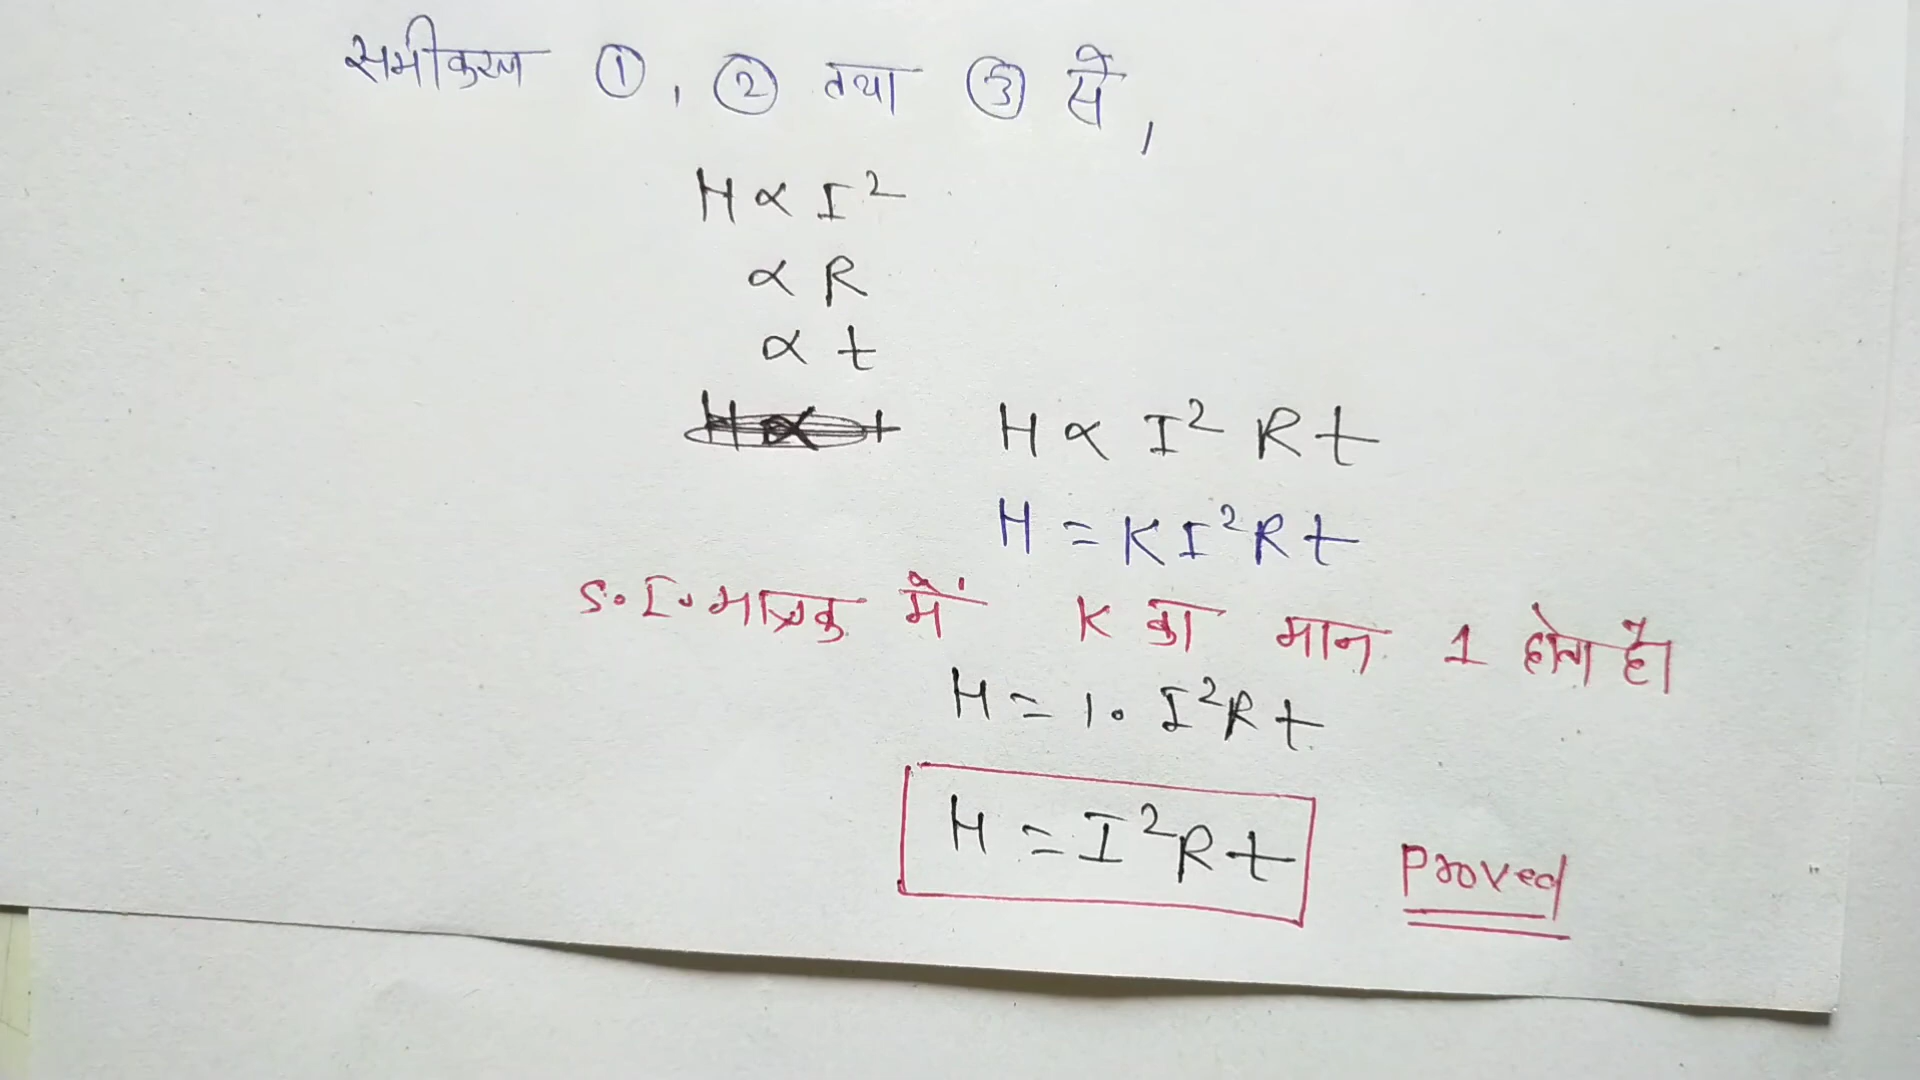 समीकरण ①, ② तथा ③ से,
H ∝ I²
∝ R
∝ t
H ∝ I² R t
H = K I² R t
S.I. मात्रक में K का मान 1 होता है।
H = 1. I² R t
H = I² R t
Proved